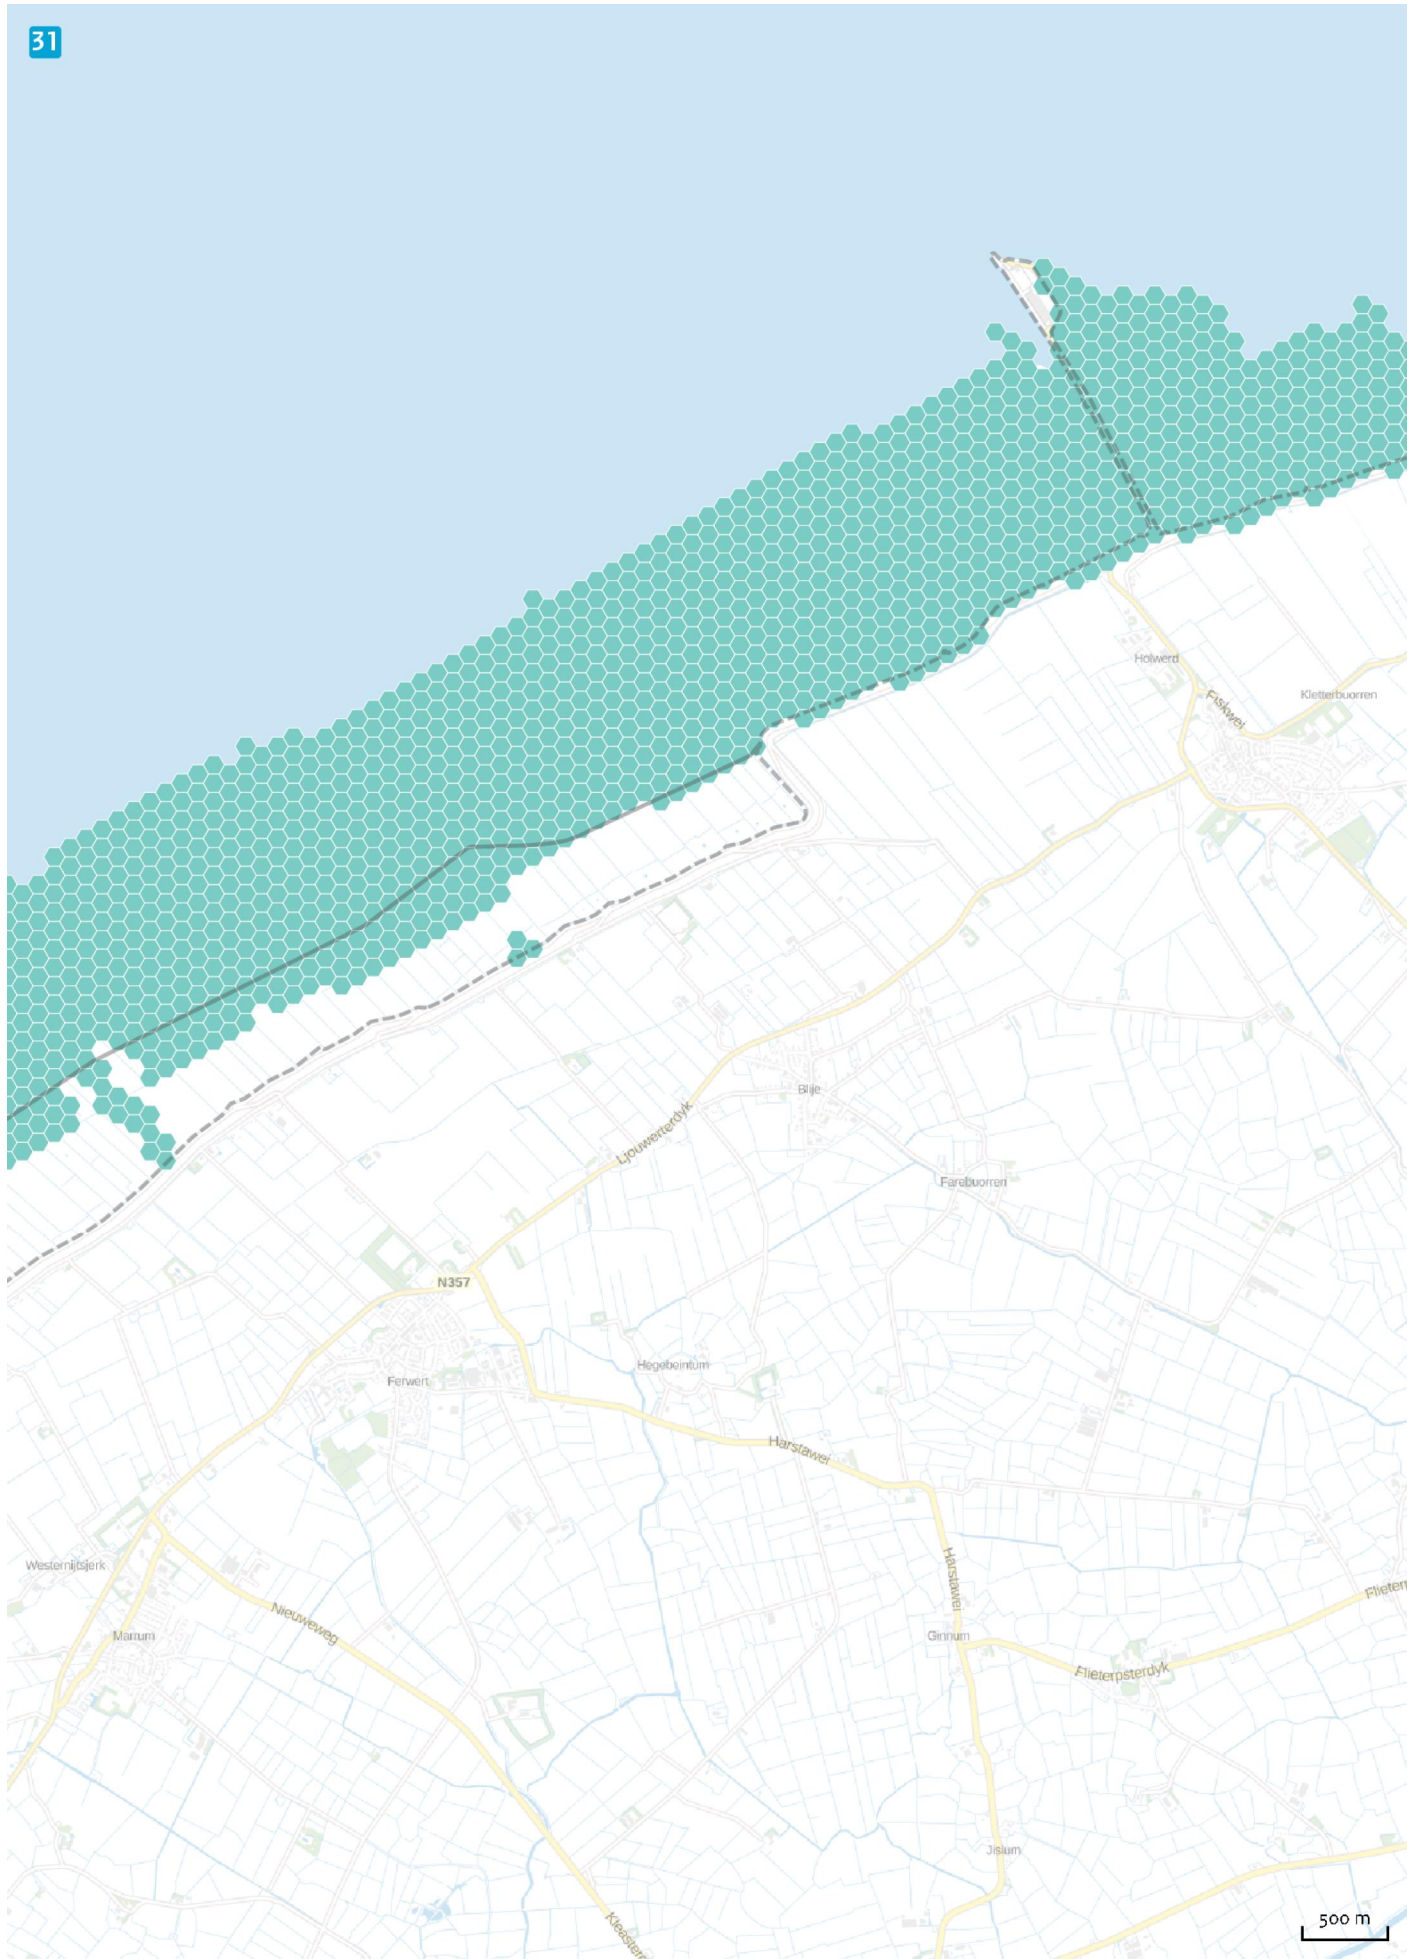 31
Holwerd
Kletterbuorren
Fiskwei
Blije
Ljouwerterdyk
Farebuorren
N357
Hegebeintum
Ferwert
Harstawei
Westernijtsjerk
Harstawei
Flieterp
Nieuweweg
Marrum
Ginnum
Flieterpsterdyk
Jislum
500 m